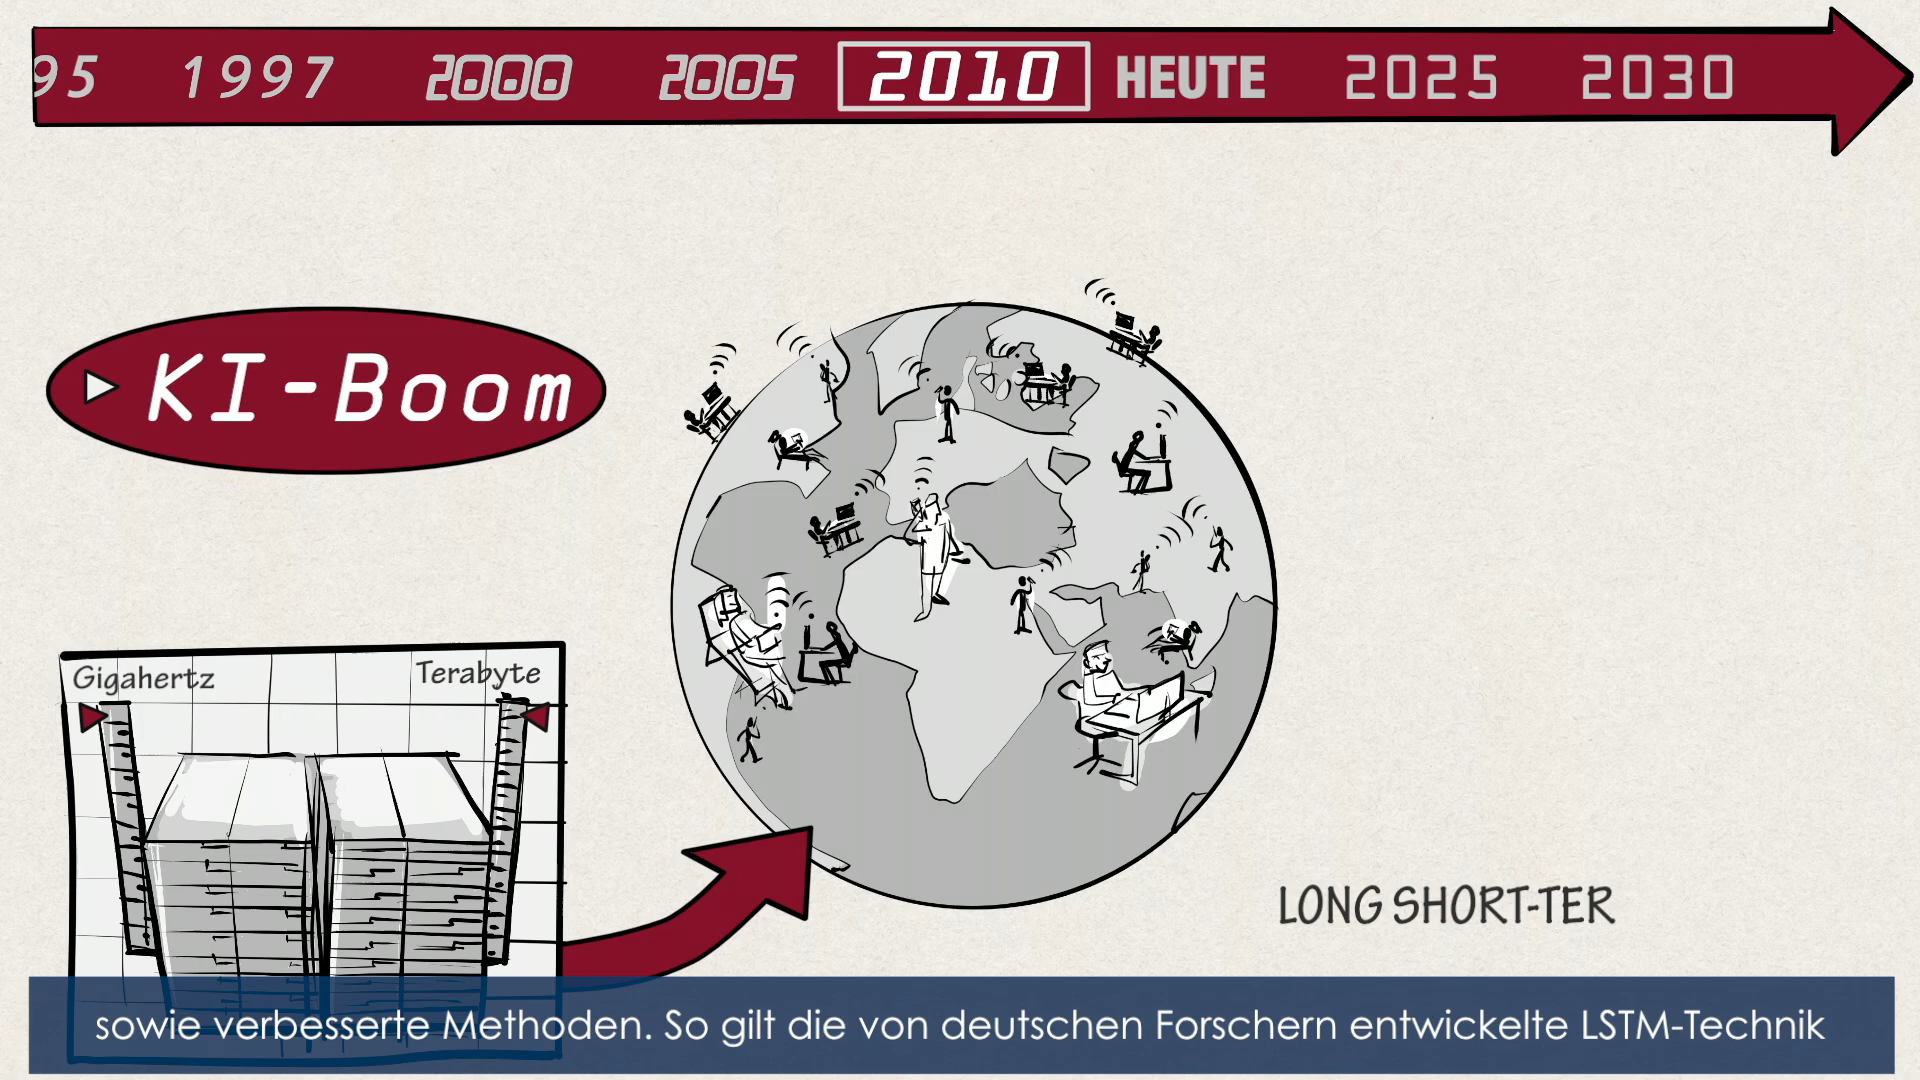 95 1997 2000 2005 2010 HEUTE 2025 2030
KI-Boom
Gigahertz Terabyte
LONG SHORT-TER
sowie verbesserte Methoden. So gilt die von deutschen Forschern entwickelte LSTM-Technik